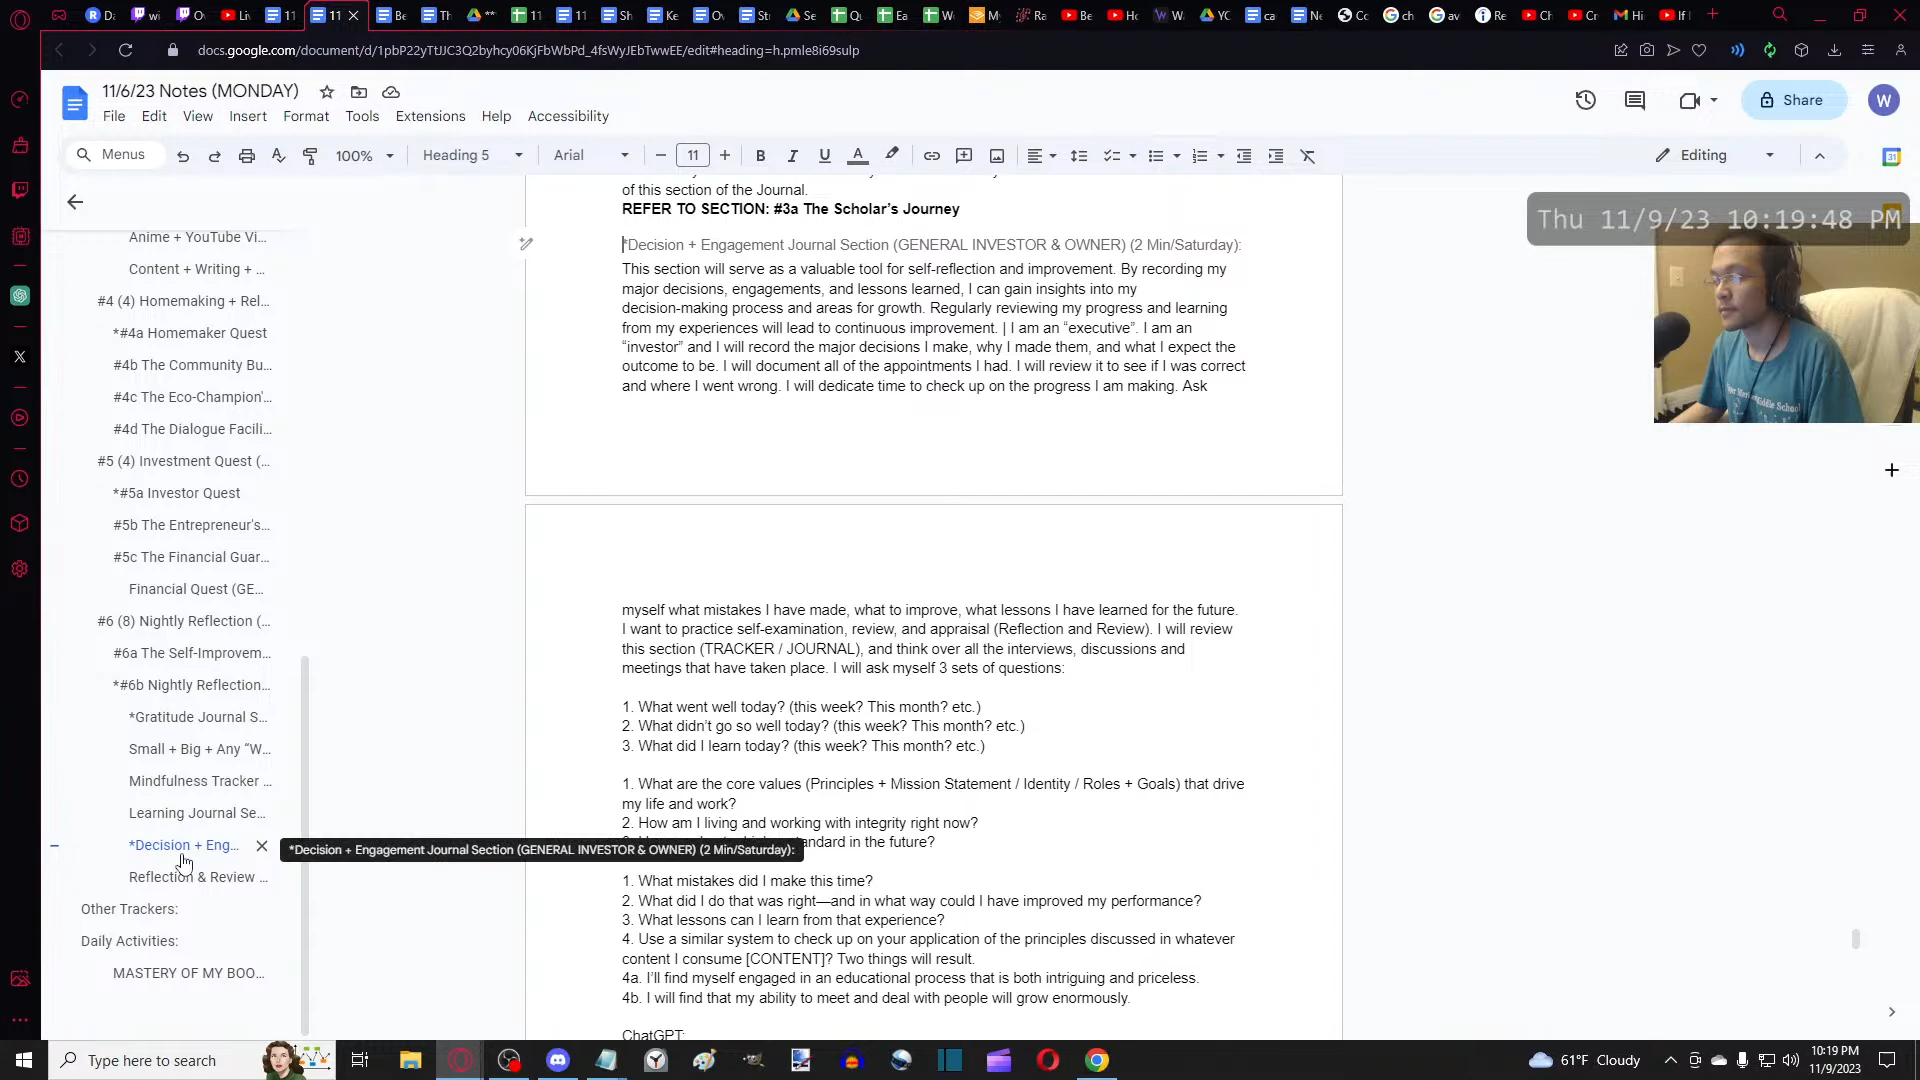 docs.google.com/document/d/1pbP22yTtJJC3Q2byhcy06KjFbWbPd_4fsWyJEbTwwEE/edit#heading=h.pmle8i69sulp
11/6/23 Notes (MONDAY)
File Edit View Insert Format Tools Extensions Help Accessibility
Share
W
Menus
100%
Heading 5
Arial
11
Editing
Thu 11/9/23 10:19:48 PM
Anime + YouTube Vi...
Content + Writing + ...
#4 (4) Homemaking + Rel...
*#4a Homemaker Quest
#4b The Community Bu...
#4c The Eco-Champion'...
#4d The Dialogue Facili...
#5 (4) Investment Quest (...
*#5a Investor Quest
#5b The Entrepreneur's...
#5c The Financial Guar...
Financial Quest (GE...
#6 (8) Nightly Reflection (...
#6a The Self-Improvem...
*#6b Nightly Reflection...
*Gratitude Journal S...
Small + Big + Any “W...
Mindfulness Tracker ...
Learning Journal Se...
*Decision + Eng...
Reflection & Review ...
Other Trackers:
Daily Activities:
MASTERY OF MY BOO...
*Decision + Engagement Journal Section (GENERAL INVESTOR & OWNER) (2 Min/Saturday):
of this section of the Journal.
REFER TO SECTION: #3a The Scholar’s Journey
*Decision + Engagement Journal Section (GENERAL INVESTOR & OWNER) (2 Min/Saturday):
This section will serve as a valuable tool for self-reflection and improvement. By recording my
major decisions, engagements, and lessons learned, I can gain insights into my
decision-making process and areas for growth. Regularly reviewing my progress and learning
from my experiences will lead to continuous improvement. | I am an “executive”. I am an
“investor” and I will record the major decisions I make, why I made them, and what I expect the
outcome to be. I will document all of the appointments I had. I will review it to see if I was correct
and where I went wrong. I will dedicate time to check up on the progress I am making. Ask
myself what mistakes I have made, what to improve, what lessons I have learned for the future.
I want to practice self-examination, review, and appraisal (Reflection and Review). I will review
this section (TRACKER / JOURNAL), and think over all the interviews, discussions and
meetings that have taken place. I will ask myself 3 sets of questions:
1. What went well today? (this week? This month? etc.)
2. What didn’t go so well today? (this week? This month? etc.)
3. What did I learn today? (this week? This month? etc.)
1. What are the core values (Principles + Mission Statement / Identity / Roles + Goals) that drive
my life and work?
2. How am I living and working with integrity right now?
standard in the future?
1. What mistakes did I make this time?
2. What did I do that was right—and in what way could I have improved my performance?
3. What lessons can I learn from that experience?
4. Use a similar system to check up on your application of the principles discussed in whatever
content I consume [CONTENT]? Two things will result.
4a. I’ll find myself engaged in an educational process that is both intriguing and priceless.
4b. I will find that my ability to meet and deal with people will grow enormously.
ChatGPT:
Type here to search
61°F Cloudy
10:19 PM
11/9/2023